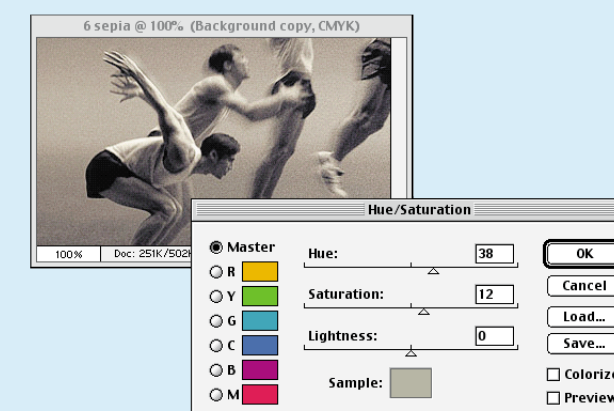 6 sepia @ 100% (Background copy, CMYK)
100%
Doc: 251K/502K
Hue/Saturation
Master
R
Y
G
C
B
M
Hue: 38
Saturation: 12
Lightness: 0
Sample:
OK
Cancel
Load...
Save...
Colorize
Preview